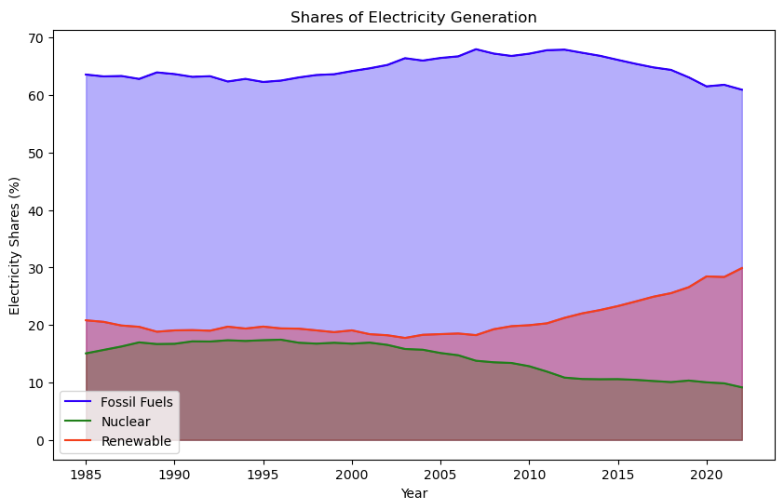 Shares of Electricity Generation
Electricity Shares (%)
70
60
50
40
30
20
10
0
Fossil Fuels
Nuclear
Renewable
1985 1990 1995 2000 2005 2010 2015 2020
Year